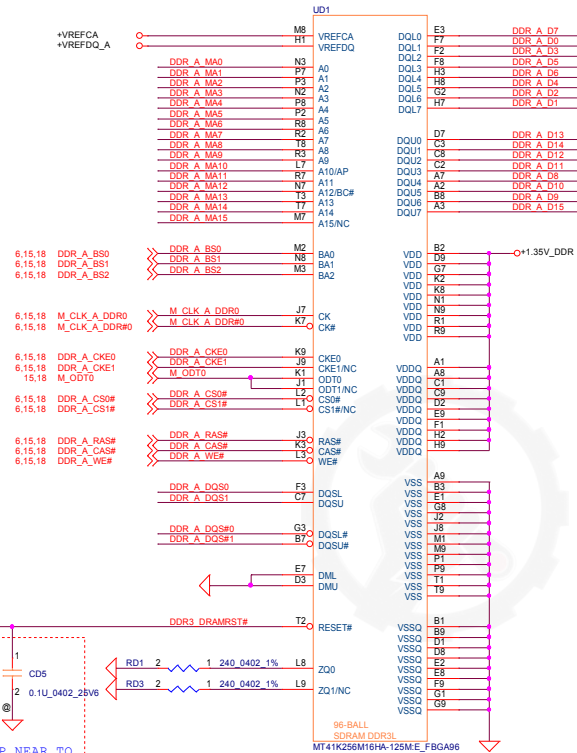 UD1
+VREFCA M8 VREFCA DQL0 E3 DDR_A_D7
+VREFDQ_A H1 VREFDQ DQL1 F7 DDR_A_D0
DQL2 F2 DDR_A_D3
DDR_A_MA0 N3 A0 DQL3 F8 DDR_A_D5
DDR_A_MA1 P7 A1 DQL4 H3 DDR_A_D6
DDR_A_MA2 P3 A2 DQL5 H8 DDR_A_D4
DDR_A_MA3 N2 A3 DQL6 G2 DDR_A_D2
DDR_A_MA4 P8 A4 DQL7 H7 DDR_A_D1
DDR_A_MA5 P2 A5
DDR_A_MA6 R8 A6
DDR_A_MA7 R2 A7 DQU0 D7 DDR_A_D13
DDR_A_MA8 T8 A8 DQU1 C3 DDR_A_D14
DDR_A_MA9 R3 A9 DQU2 C8 DDR_A_D12
DDR_A_MA10 L7 A10/AP DQU3 C2 DDR_A_D11
DDR_A_MA11 R7 A11 DQU4 A7 DDR_A_D8
DDR_A_MA12 N7 A12/BC# DQU5 A2 DDR_A_D10
DDR_A_MA13 T3 A13 DQU6 B8 DDR_A_D9
DDR_A_MA14 T7 A14 DQU7 A3 DDR_A_D15
DDR_A_MA15 M7 A15/NC
6,15,18 DDR_A_BS0 DDR_A_BS0 M2 BA0 VDD B2 +1.35V_DDR
6,15,18 DDR_A_BS1 DDR_A_BS1 N8 BA1 VDD D9
6,15,18 DDR_A_BS2 DDR_A_BS2 M3 BA2 VDD G7
VDD K2
VDD K8
VDD N1
6,15,18 M_CLK_A_DDR0 M_CLK_A_DDR0 J7 CK VDD N9
6,15,18 M_CLK_A_DDR#0 M_CLK_A_DDR#0 K7 CK# VDD R1
VDD R9
6,15,18 DDR_A_CKE0 DDR_A_CKE0 K9 CKE0
6,15,18 DDR_A_CKE1 DDR_A_CKE1 J9 CKE1/NC VDDQ A1
15,18 M_ODT0 M_ODT0 K1 ODT0 VDDQ A8
J1 ODT1/NC VDDQ C1
6,15,18 DDR_A_CS0# DDR_A_CS0# L2 CS0# VDDQ C9
6,15,18 DDR_A_CS1# DDR_A_CS1# L1 CS1#/NC VDDQ D2
VDDQ E9
VDDQ F1
6,15,18 DDR_A_RAS# DDR_A_RAS# J3 RAS# VDDQ H2
6,15,18 DDR_A_CAS# DDR_A_CAS# K3 CAS# VDDQ H9
6,15,18 DDR_A_WE# DDR_A_WE# L3 WE#
VSS A9
DDR_A_DQS0 F3 DQSL VSS B3
DDR_A_DQS1 C7 DQSU VSS E1
VSS G8
VSS J2
DDR_A_DQS#0 G3 DQSL# VSS J8
DDR_A_DQS#1 B7 DQSU# VSS M1
VSS M9
VSS P1
E7 DML VSS P9
D3 DMU VSS T1
VSS T9
DDR3_DRAMRST# T2 RESET# VSSQ B1
VSSQ B9
VSSQ D1
VSSQ D8
RD1 2 1 240_0402_1% L8 ZQ0 VSSQ E2
VSSQ E8
RD3 2 1 240_0402_1% L9 ZQ1/NC VSSQ F9
VSSQ G1
VSSQ G9
1
CD5
2 0.1U_0402_25V6
@
96-BALL
SDRAM DDR3L
MT41K256M16HA-125M:E_FBGA96
P NEAR TO